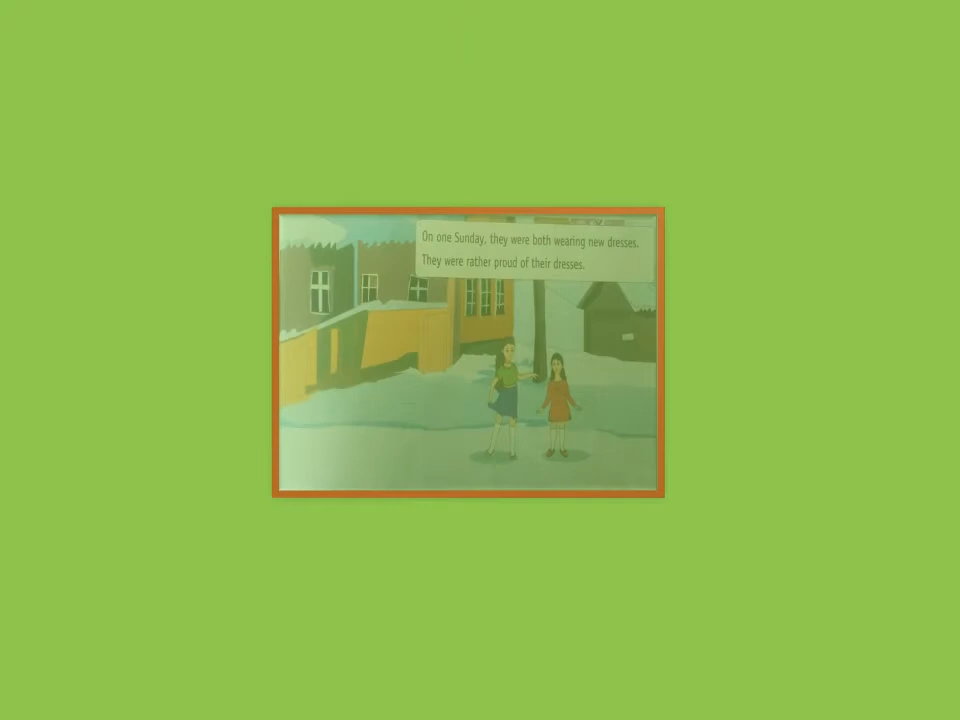 On one Sunday, they were both wearing new dresses.
They were rather proud of their dresses.